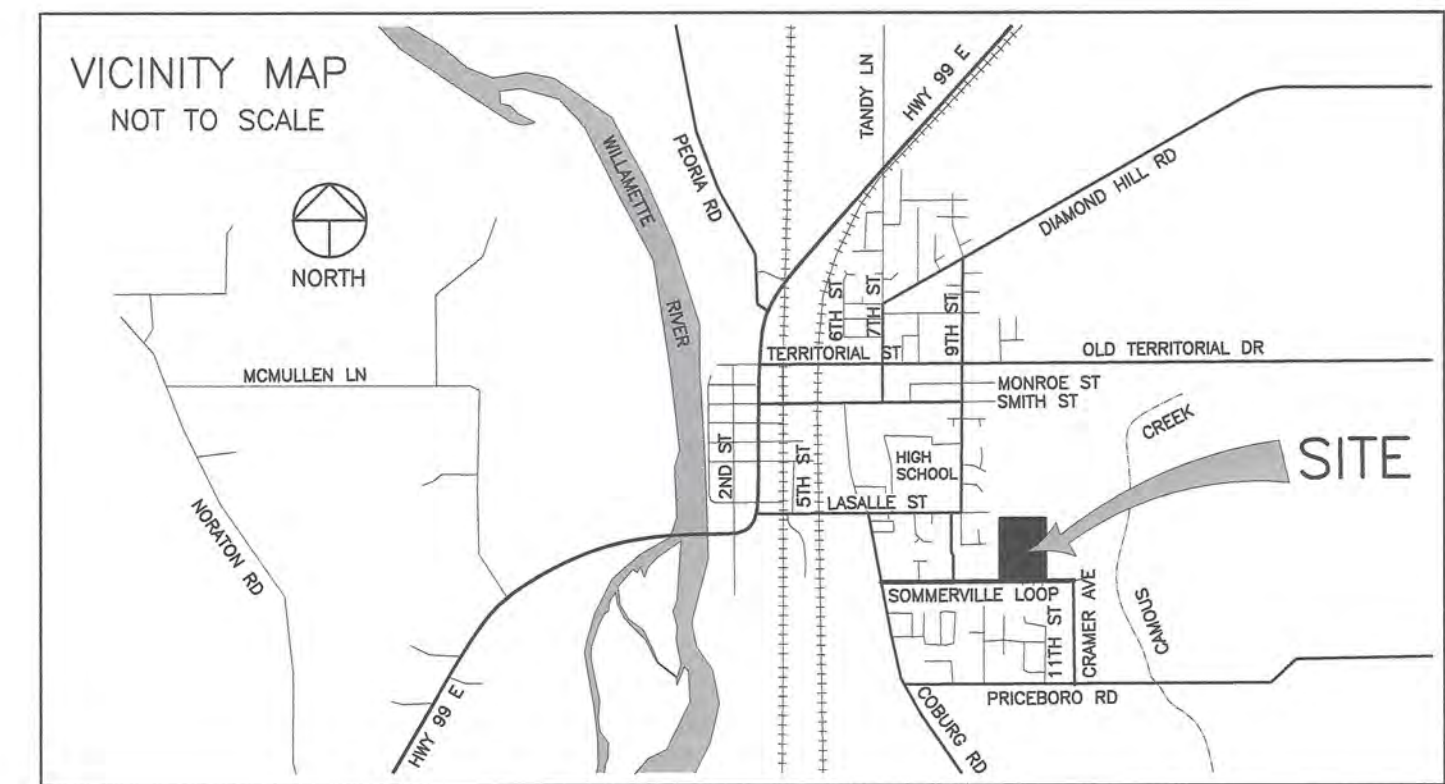 VICINITY MAP
NOT TO SCALE
NORTH
WILLAMETTE
RIVER
PEORIA RD
TANDY LN
HWY 99 E
DIAMOND HILL RD
6TH ST
7TH ST
9TH ST
TERRITORIAL ST
OLD TERRITORIAL DR
MCMULLEN LN
MONROE ST
SMITH ST
CREEK
SITE
2ND ST
5TH ST
HIGH
SCHOOL
LASALLE ST
NORATON RD
SOMMERVILLE LOOP
11TH ST
CRAMER AVE
CAMOUS
PRICEBORO RD
COBURG RD
HWY 99 E